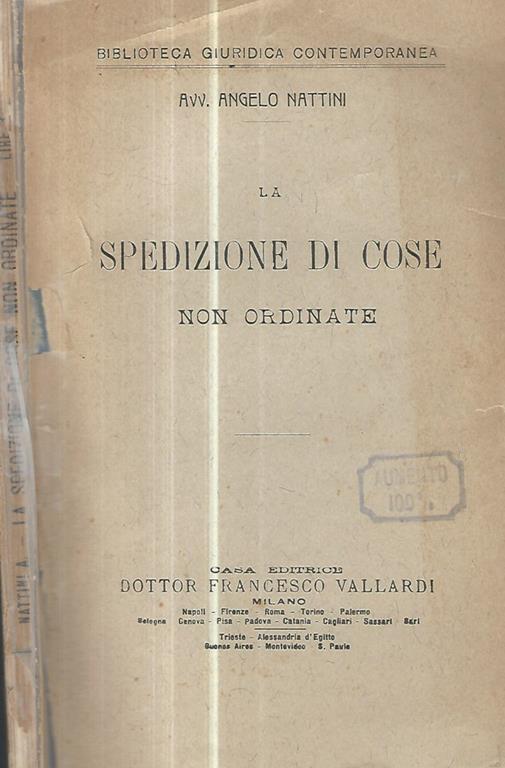 BIBLIOTECA GIURIDICA CONTEMPORANEA
AVV. ANGELO NATTINI
LA
SPEDIZIONE DI COSE
NON ORDINATE
AUMENTO
100%
CASA EDITRICE
DOTTOR FRANCESCO VALLARDI
MILANO
Napoli - Firenze - Roma - Torino - Palermo
Bologna Genova - Pisa - Padova - Catania - Cagliari - Sassari - Bari
Trieste - Alessandria d'Egitto
Buenos Aires - Montevideo - S. Paulo
NATTINI A. - LA SPEDIZIONE DI COSE NON ORDINATE LIRE